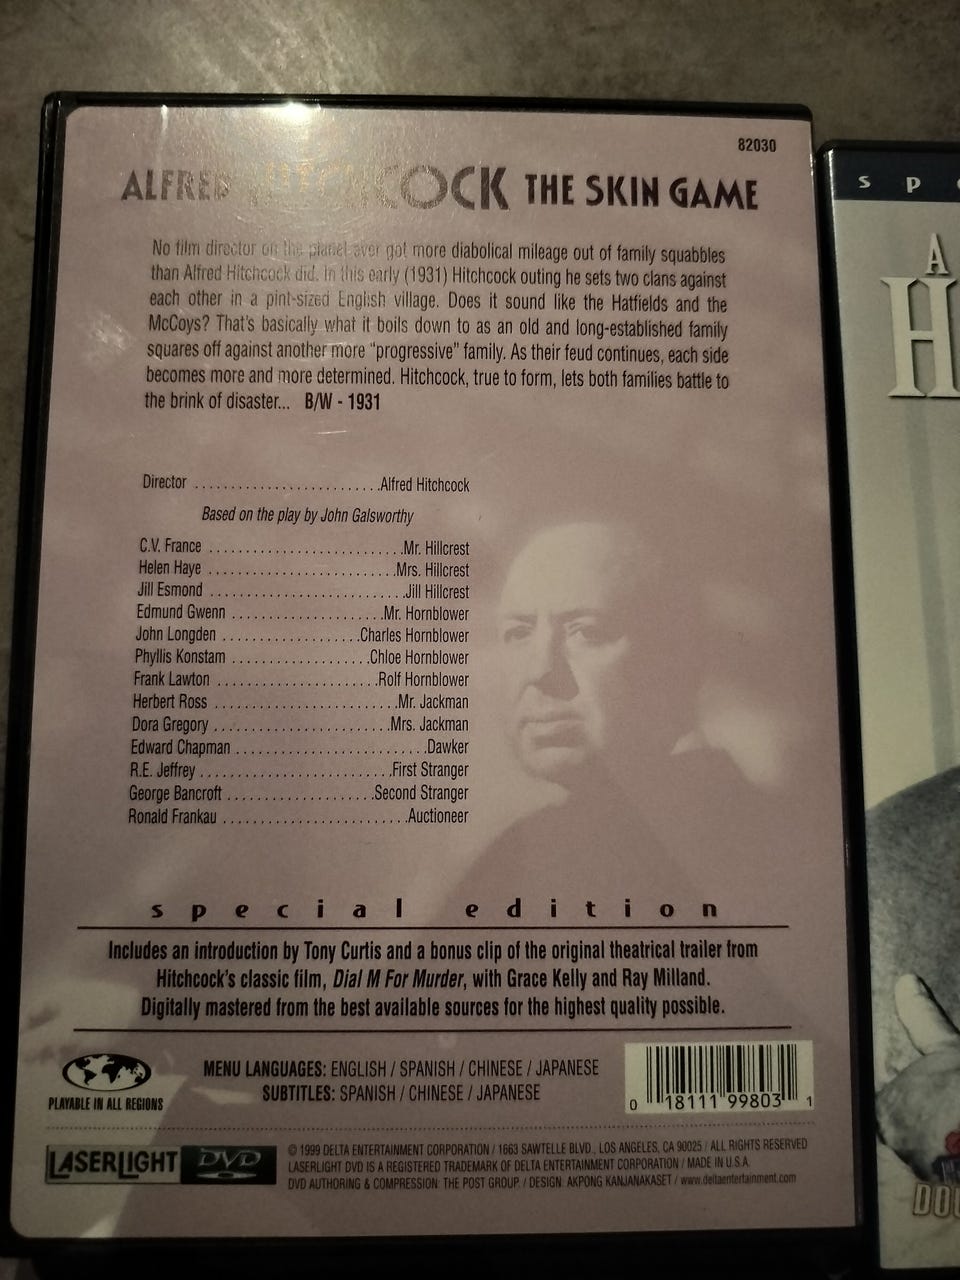 82030
ALFRED HITCHCOCK THE SKIN GAME
No film director on the planet ever got more diabolical mileage out of family squabbles
than Alfred Hitchcock did. In this early (1931) Hitchcock outing he sets two clans against
each other in a pint-sized English village. Does it sound like the Hatfields and the
McCoys? That's basically what it boils down to as an old and long-established family
squares off against another more "progressive" family. As their feud continues, each side
becomes more and more determined. Hitchcock, true to form, lets both families battle to
the brink of disaster... B/W - 1931
Director ..........................Alfred Hitchcock
Based on the play by John Galsworthy
C.V. France ...........................Mr. Hillcrest
Helen Haye ..........................Mrs. Hillcrest
Jill Esmond ...........................Jill Hillcrest
Edmund Gwenn .....................Mr. Hornblower
John Longden ...................Charles Hornblower
Phyllis Konstam ...................Chloe Hornblower
Frank Lawton ......................Rolf Hornblower
Herbert Ross .........................Mr. Jackman
Dora Gregory ........................Mrs. Jackman
Edward Chapman ..........................Dawker
R.E. Jeffrey ..........................First Stranger
George Bancroft ....................Second Stranger
Ronald Frankau ..........................Auctioneer
special edition
Includes an introduction by Tony Curtis and a bonus clip of the original theatrical trailer from
Hitchcock's classic film, Dial M For Murder, with Grace Kelly and Ray Milland.
Digitally mastered from the best available sources for the highest quality possible.
PLAYABLE IN ALL REGIONS
MENU LANGUAGES: ENGLISH / SPANISH / CHINESE / JAPANESE
SUBTITLES: SPANISH / CHINESE / JAPANESE
0 18111 99803 1
LASERLIGHT DVD
© 1999 DELTA ENTERTAINMENT CORPORATION / 1663 SAWTELLE BLVD., LOS ANGELES, CA 90025 / ALL RIGHTS RESERVED
LASERLIGHT DVD IS A REGISTERED TRADEMARK OF DELTA ENTERTAINMENT CORPORATION / MADE IN U.S.A.
DVD AUTHORING & COMPRESSION: THE POST GROUP / DESIGN: AKPONG KANJANAKASET / www.deltaentertainment.com
s p
A
H
DOU